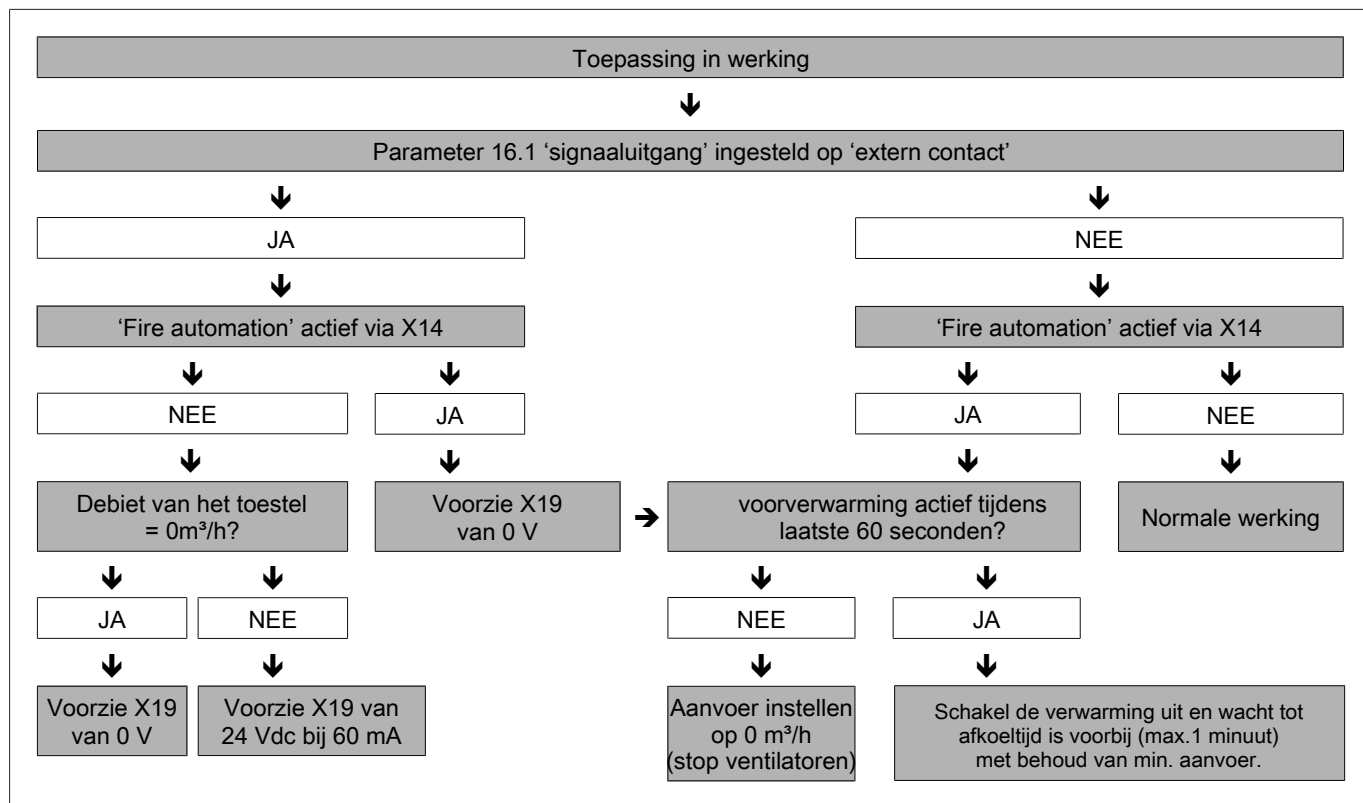 Toepassing in werking
Parameter 16.1 ‘signaaluitgang’ ingesteld op ‘extern contact’
JA
NEE
‘Fire automation’ actief via X14
‘Fire automation’ actief via X14
NEE
JA
JA
NEE
Debiet van het toestel
= 0m³/h?
Voorzie X19
van 0 V
voorverwarming actief tijdens
laatste 60 seconden?
Normale werking
JA
NEE
NEE
JA
Voorzie X19
van 0 V
Voorzie X19 van
24 Vdc bij 60 mA
Aanvoer instellen
op 0 m³/h
(stop ventilatoren)
Schakel de verwarming uit en wacht tot
afkoeltijd is voorbij (max.1 minuut)
met behoud van min. aanvoer.